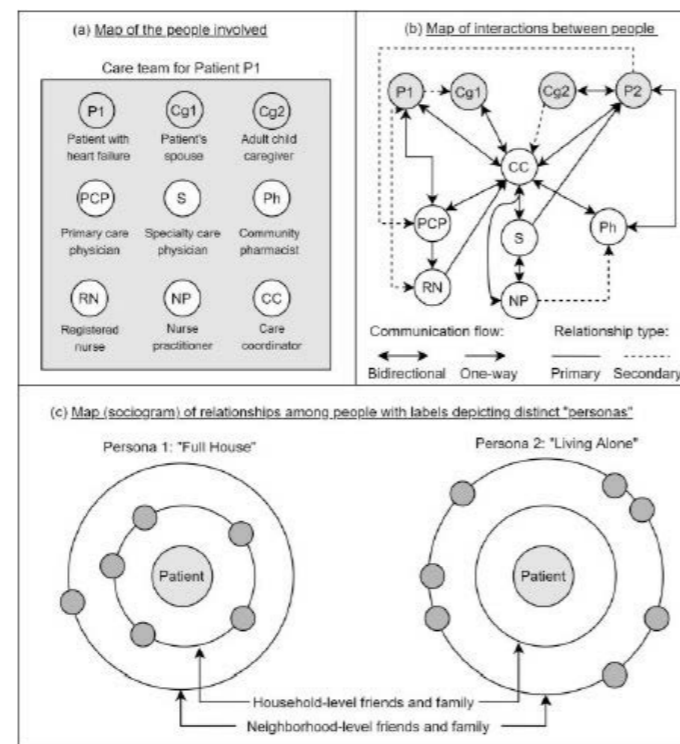 (a) Map of the people involved
Care team for Patient P1
P1
Cg1
Cg2
Patient with
heart failure
Patient's
spouse
Adult child
caregiver
PCP
S
Ph
Primary care
physician
Specialty care
physician
Community
pharmacist
RN
NP
CC
Registered
nurse
Nurse
practitioner
Care
coordinator
(b) Map of interactions between people
P1
Cg1
Cg2
P2
CC
PCP
S
Ph
RN
NP
Communication flow:
Relationship type:
Bidirectional
One-way
Primary
Secondary
(c) Map (sociogram) of relationships among people with labels depicting distinct "personas"
Persona 1: "Full House"
Persona 2: "Living Alone"
Patient
Patient
Household-level friends and family
Neighborhood-level friends and family